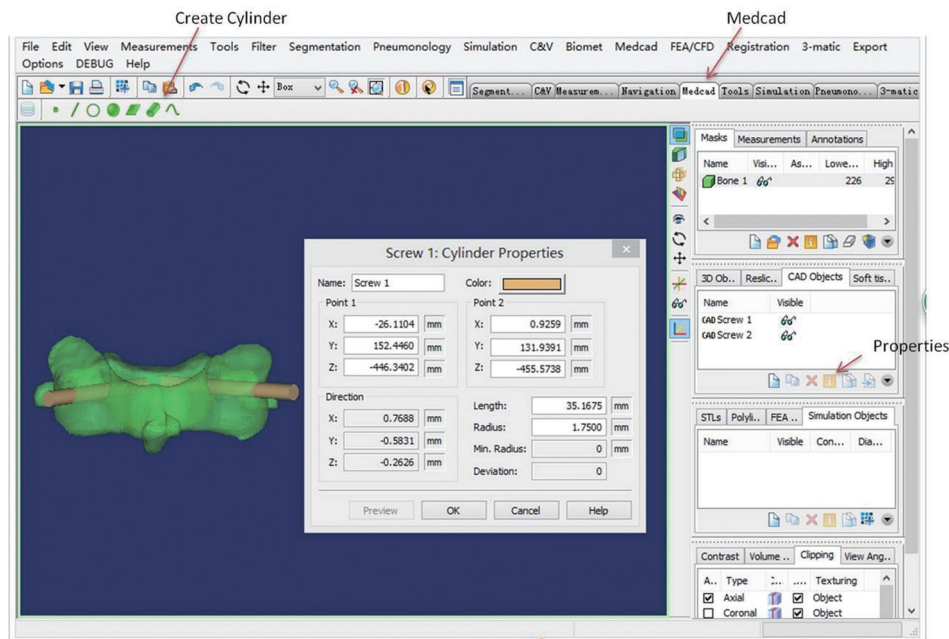 Create Cylinder
Medcad
File Edit View Measurements Tools Filter Segmentation Pneumonology Simulation C&V Biomet Medcad FEA/CFD Registration 3-matic Export
Options DEBUG Help
Box
Segment... C&V Measurem... Navigation Medcad Tools Simulation Pneumono... 3-matic
Masks Measurements Annotations
Name Visi... As... Lowe... High
Bone 1 226 29
Screw 1: Cylinder Properties
Name: Screw 1 Color:
Point 1 Point 2
X: -26.1104 mm X: 0.9259 mm
Y: 152.4460 mm Y: 131.9391 mm
Z: -446.3402 mm Z: -455.5738 mm
Direction
X: 0.7688 mm
Y: -0.5831 mm
Z: -0.2626 mm
Length: 35.1675 mm
Radius: 1.7500 mm
Min. Radius: 0 mm
Deviation: 0
Preview OK Cancel Help
3D Ob.. Reslic.. CAD Objects Soft tis..
Name Visible
CAD Screw 1
CAD Screw 2
Properties
STLs Polyli.. FEA .. Simulation Objects
Name Visible Con... Dia...
Contrast Volume .. Clipping View Ang..
A.. Type .... Texturing
Axial Object
Coronal Object